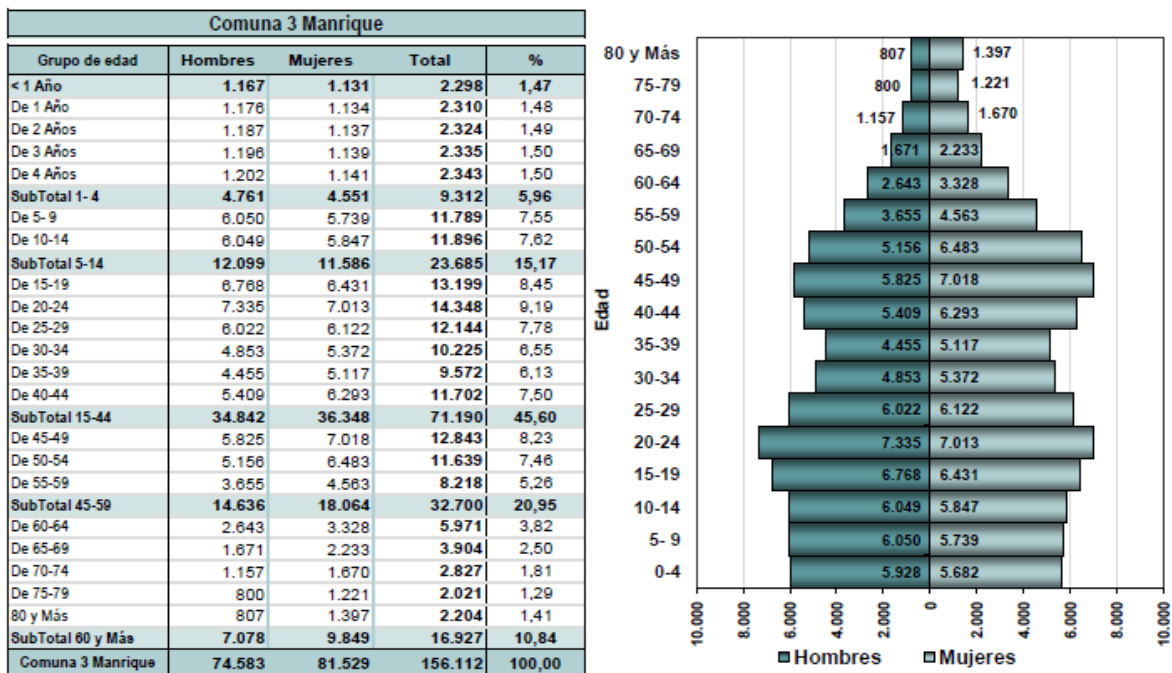 Comuna 3 Manrique
Grupo de edad Hombres Mujeres Total %
< 1 Año 1.167 1.131 2.298 1,47
De 1 Año 1.176 1.134 2.310 1,48
De 2 Años 1.187 1.137 2.324 1,49
De 3 Años 1.196 1.139 2.335 1,50
De 4 Años 1.202 1.141 2.343 1,50
SubTotal 1- 4 4.761 4.551 9.312 5,96
De 5- 9 6.050 5.739 11.789 7,55
De 10-14 6.049 5.847 11.896 7,62
SubTotal 5-14 12.099 11.586 23.685 15,17
De 15-19 6.768 6.431 13.199 8,45
De 20-24 7.335 7.013 14.348 9,19
De 25-29 6.022 6.122 12.144 7,78
De 30-34 4.853 5.372 10.225 6,55
De 35-39 4.455 5.117 9.572 6,13
De 40-44 5.409 6.293 11.702 7,50
SubTotal 15-44 34.842 36.348 71.190 45,60
De 45-49 5.825 7.018 12.843 8,23
De 50-54 5.156 6.483 11.639 7,46
De 55-59 3.655 4.563 8.218 5,26
SubTotal 45-59 14.636 18.064 32.700 20,95
De 60-64 2.643 3.328 5.971 3,82
De 65-69 1.671 2.233 3.904 2,50
De 70-74 1.157 1.670 2.827 1,81
De 75-79 800 1.221 2.021 1,29
80 y Más 807 1.397 2.204 1,41
SubTotal 60 y Más 7.078 9.849 16.927 10,84
Comuna 3 Manrique 74.583 81.529 156.112 100,00
Edad
80 y Más 807 1.397
75-79 800 1.221
70-74 1.157 1.670
65-69 1.671 2.233
60-64 2.643 3.328
55-59 3.655 4.563
50-54 5.156 6.483
45-49 5.825 7.018
40-44 5.409 6.293
35-39 4.455 5.117
30-34 4.853 5.372
25-29 6.022 6.122
20-24 7.335 7.013
15-19 6.768 6.431
10-14 6.049 5.847
5- 9 6.050 5.739
0-4 5.928 5.682
10.000 8.000 6.000 4.000 2.000 0 2.000 4.000 6.000 8.000 10.000
Hombres Mujeres